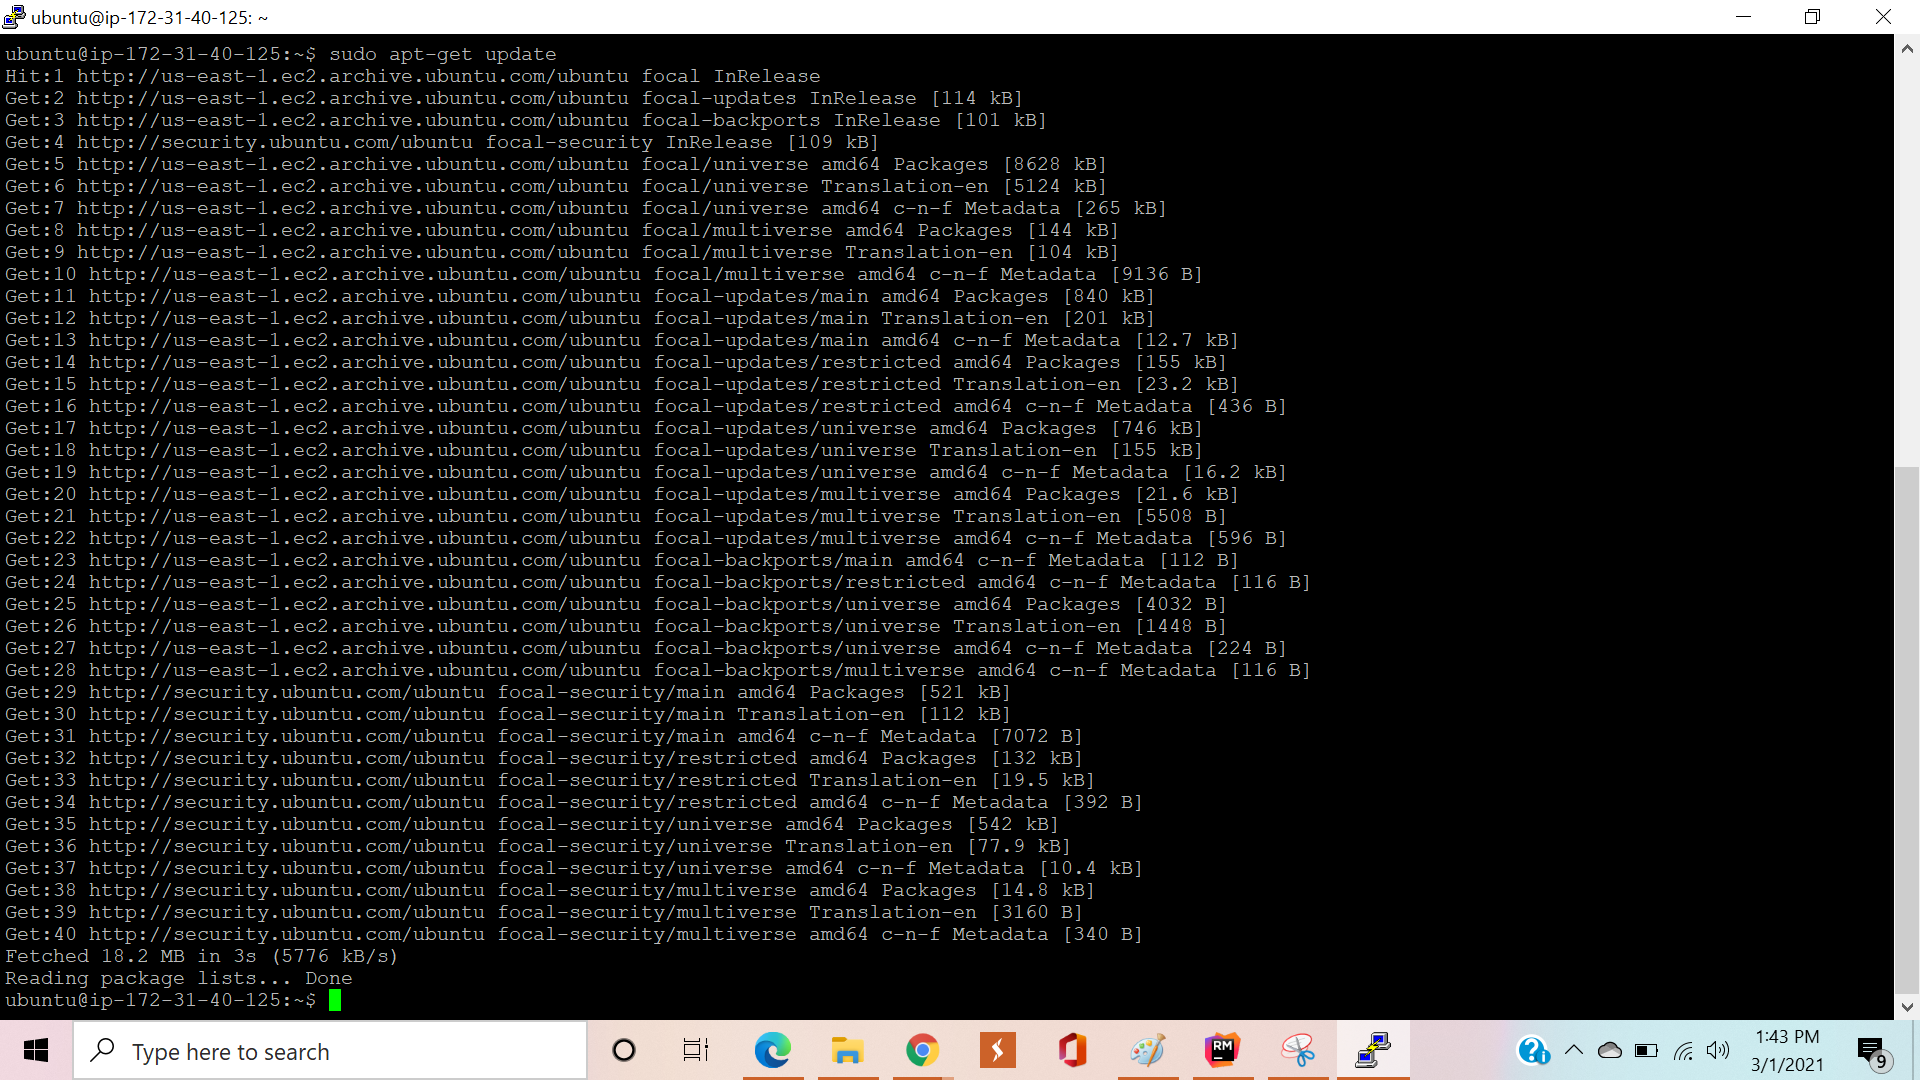 ubuntu@ip-172-31-40-125: ~
ubuntu@ip-172-31-40-125:~$ sudo apt-get update
Hit:1 http://us-east-1.ec2.archive.ubuntu.com/ubuntu focal InRelease
Get:2 http://us-east-1.ec2.archive.ubuntu.com/ubuntu focal-updates InRelease [114 kB]
Get:3 http://us-east-1.ec2.archive.ubuntu.com/ubuntu focal-backports InRelease [101 kB]
Get:4 http://security.ubuntu.com/ubuntu focal-security InRelease [109 kB]
Get:5 http://us-east-1.ec2.archive.ubuntu.com/ubuntu focal/universe amd64 Packages [8628 kB]
Get:6 http://us-east-1.ec2.archive.ubuntu.com/ubuntu focal/universe Translation-en [5124 kB]
Get:7 http://us-east-1.ec2.archive.ubuntu.com/ubuntu focal/universe amd64 c-n-f Metadata [265 kB]
Get:8 http://us-east-1.ec2.archive.ubuntu.com/ubuntu focal/multiverse amd64 Packages [144 kB]
Get:9 http://us-east-1.ec2.archive.ubuntu.com/ubuntu focal/multiverse Translation-en [104 kB]
Get:10 http://us-east-1.ec2.archive.ubuntu.com/ubuntu focal/multiverse amd64 c-n-f Metadata [9136 B]
Get:11 http://us-east-1.ec2.archive.ubuntu.com/ubuntu focal-updates/main amd64 Packages [840 kB]
Get:12 http://us-east-1.ec2.archive.ubuntu.com/ubuntu focal-updates/main Translation-en [201 kB]
Get:13 http://us-east-1.ec2.archive.ubuntu.com/ubuntu focal-updates/main amd64 c-n-f Metadata [12.7 kB]
Get:14 http://us-east-1.ec2.archive.ubuntu.com/ubuntu focal-updates/restricted amd64 Packages [155 kB]
Get:15 http://us-east-1.ec2.archive.ubuntu.com/ubuntu focal-updates/restricted Translation-en [23.2 kB]
Get:16 http://us-east-1.ec2.archive.ubuntu.com/ubuntu focal-updates/restricted amd64 c-n-f Metadata [436 B]
Get:17 http://us-east-1.ec2.archive.ubuntu.com/ubuntu focal-updates/universe amd64 Packages [746 kB]
Get:18 http://us-east-1.ec2.archive.ubuntu.com/ubuntu focal-updates/universe Translation-en [155 kB]
Get:19 http://us-east-1.ec2.archive.ubuntu.com/ubuntu focal-updates/universe amd64 c-n-f Metadata [16.2 kB]
Get:20 http://us-east-1.ec2.archive.ubuntu.com/ubuntu focal-updates/multiverse amd64 Packages [21.6 kB]
Get:21 http://us-east-1.ec2.archive.ubuntu.com/ubuntu focal-updates/multiverse Translation-en [5508 B]
Get:22 http://us-east-1.ec2.archive.ubuntu.com/ubuntu focal-updates/multiverse amd64 c-n-f Metadata [596 B]
Get:23 http://us-east-1.ec2.archive.ubuntu.com/ubuntu focal-backports/main amd64 c-n-f Metadata [112 B]
Get:24 http://us-east-1.ec2.archive.ubuntu.com/ubuntu focal-backports/restricted amd64 c-n-f Metadata [116 B]
Get:25 http://us-east-1.ec2.archive.ubuntu.com/ubuntu focal-backports/universe amd64 Packages [4032 B]
Get:26 http://us-east-1.ec2.archive.ubuntu.com/ubuntu focal-backports/universe Translation-en [1448 B]
Get:27 http://us-east-1.ec2.archive.ubuntu.com/ubuntu focal-backports/universe amd64 c-n-f Metadata [224 B]
Get:28 http://us-east-1.ec2.archive.ubuntu.com/ubuntu focal-backports/multiverse amd64 c-n-f Metadata [116 B]
Get:29 http://security.ubuntu.com/ubuntu focal-security/main amd64 Packages [521 kB]
Get:30 http://security.ubuntu.com/ubuntu focal-security/main Translation-en [112 kB]
Get:31 http://security.ubuntu.com/ubuntu focal-security/main amd64 c-n-f Metadata [7072 B]
Get:32 http://security.ubuntu.com/ubuntu focal-security/restricted amd64 Packages [132 kB]
Get:33 http://security.ubuntu.com/ubuntu focal-security/restricted Translation-en [19.5 kB]
Get:34 http://security.ubuntu.com/ubuntu focal-security/restricted amd64 c-n-f Metadata [392 B]
Get:35 http://security.ubuntu.com/ubuntu focal-security/universe amd64 Packages [542 kB]
Get:36 http://security.ubuntu.com/ubuntu focal-security/universe Translation-en [77.9 kB]
Get:37 http://security.ubuntu.com/ubuntu focal-security/universe amd64 c-n-f Metadata [10.4 kB]
Get:38 http://security.ubuntu.com/ubuntu focal-security/multiverse amd64 Packages [14.8 kB]
Get:39 http://security.ubuntu.com/ubuntu focal-security/multiverse Translation-en [3160 B]
Get:40 http://security.ubuntu.com/ubuntu focal-security/multiverse amd64 c-n-f Metadata [340 B]
Fetched 18.2 MB in 3s (5776 kB/s)
Reading package lists... Done
ubuntu@ip-172-31-40-125:~$
Type here to search
RM
1:43 PM
3/1/2021
9